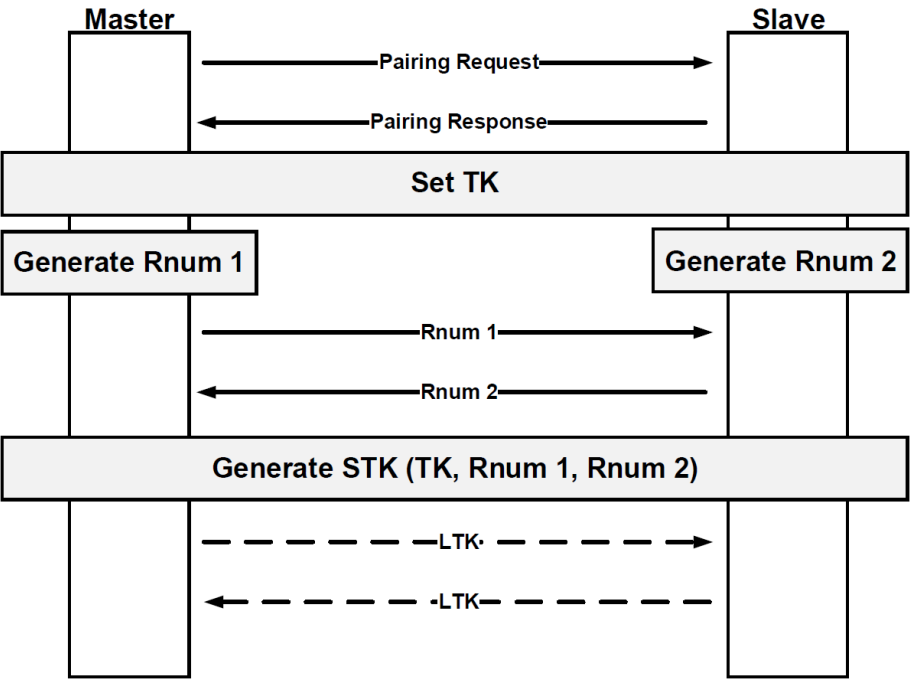 Master
Slave
Pairing Request
Pairing Response
Set TK
Generate Rnum 1
Generate Rnum 2
Rnum 1
Rnum 2
Generate STK (TK, Rnum 1, Rnum 2)
LTK
LTK